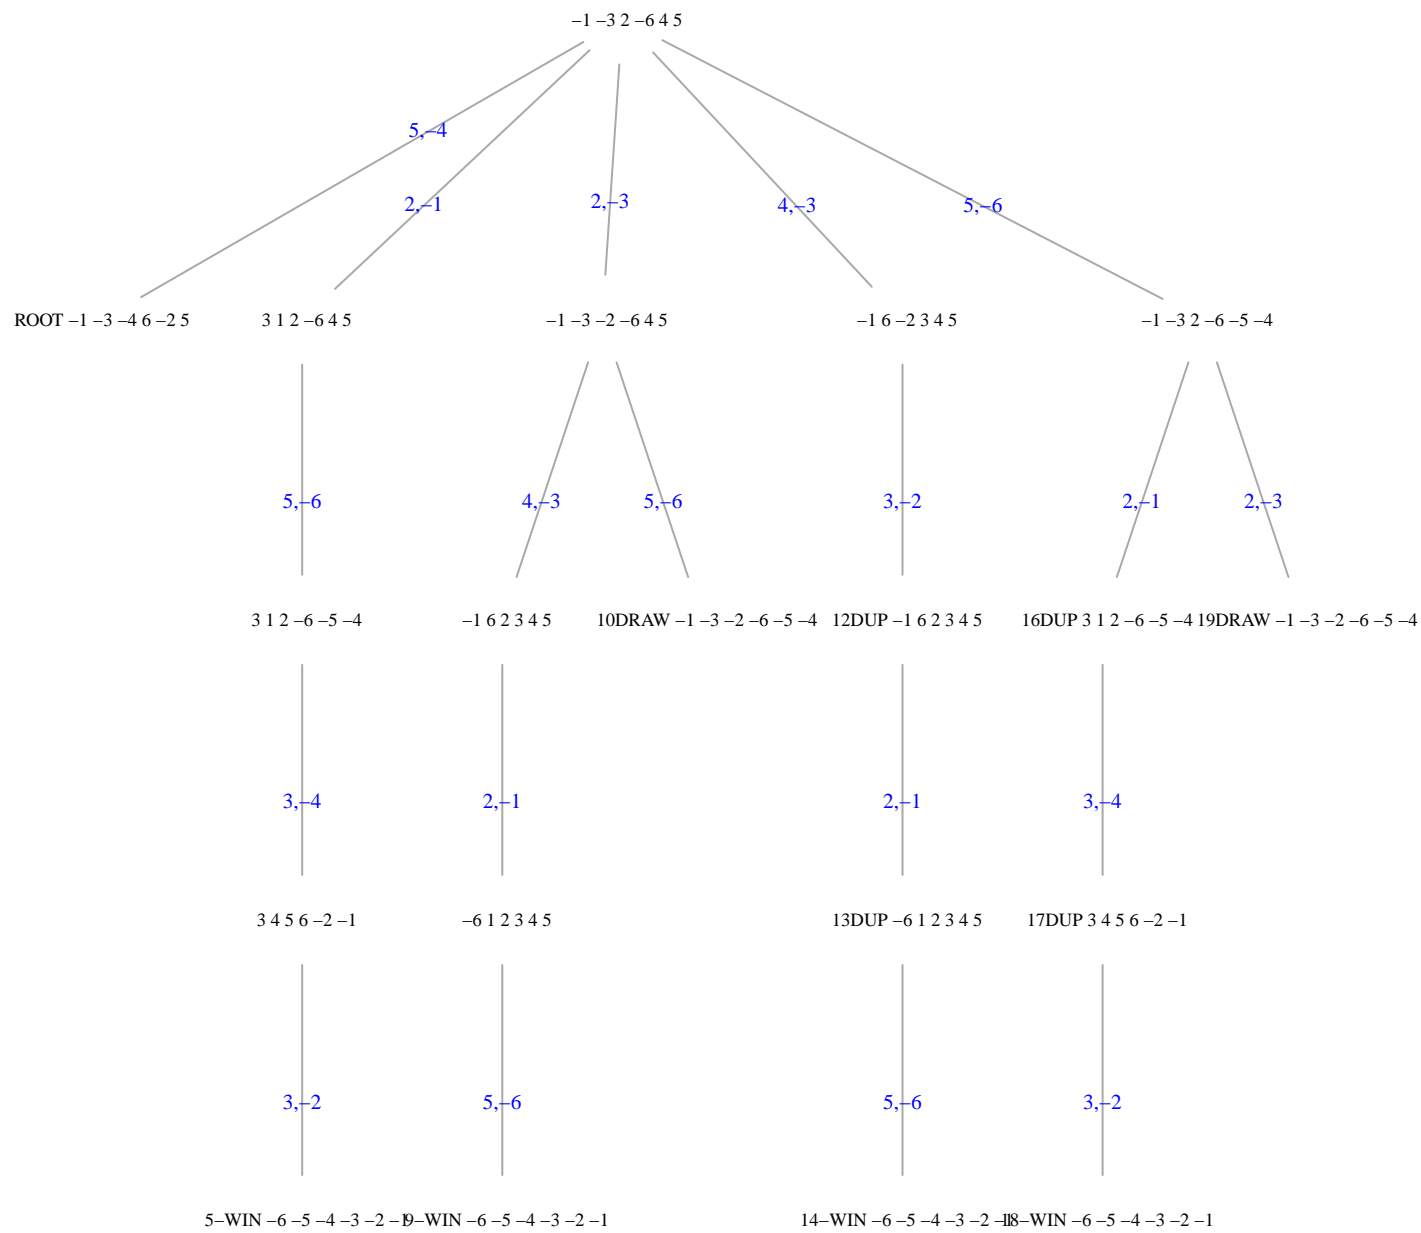 −1 −3 2 −6 4 5
5,−4
2,−1
2,−3
4,−3
5,−6
ROOT −1 −3 −4 6 −2 5
3 1 2 −6 4 5
−1 −3 −2 −6 4 5
−1 6 −2 3 4 5
−1 −3 2 −6 −5 −4
5,−6
4,−3
5,−6
3,−2
2,−1
2,−3
3 1 2 −6 −5 −4
−1 6 2 3 4 5
10DRAW −1 −3 −2 −6 −5 −4
12DUP −1 6 2 3 4 5
16DUP 3 1 2 −6 −5 −4
19DRAW −1 −3 −2 −6 −5 −4
3,−4
2,−1
2,−1
3,−4
3 4 5 6 −2 −1
−6 1 2 3 4 5
13DUP −6 1 2 3 4 5
17DUP 3 4 5 6 −2 −1
3,−2
5,−6
5,−6
3,−2
5−WIN −6 −5 −4 −3 −2 −1
9−WIN −6 −5 −4 −3 −2 −1
14−WIN −6 −5 −4 −3 −2 −1
18−WIN −6 −5 −4 −3 −2 −1